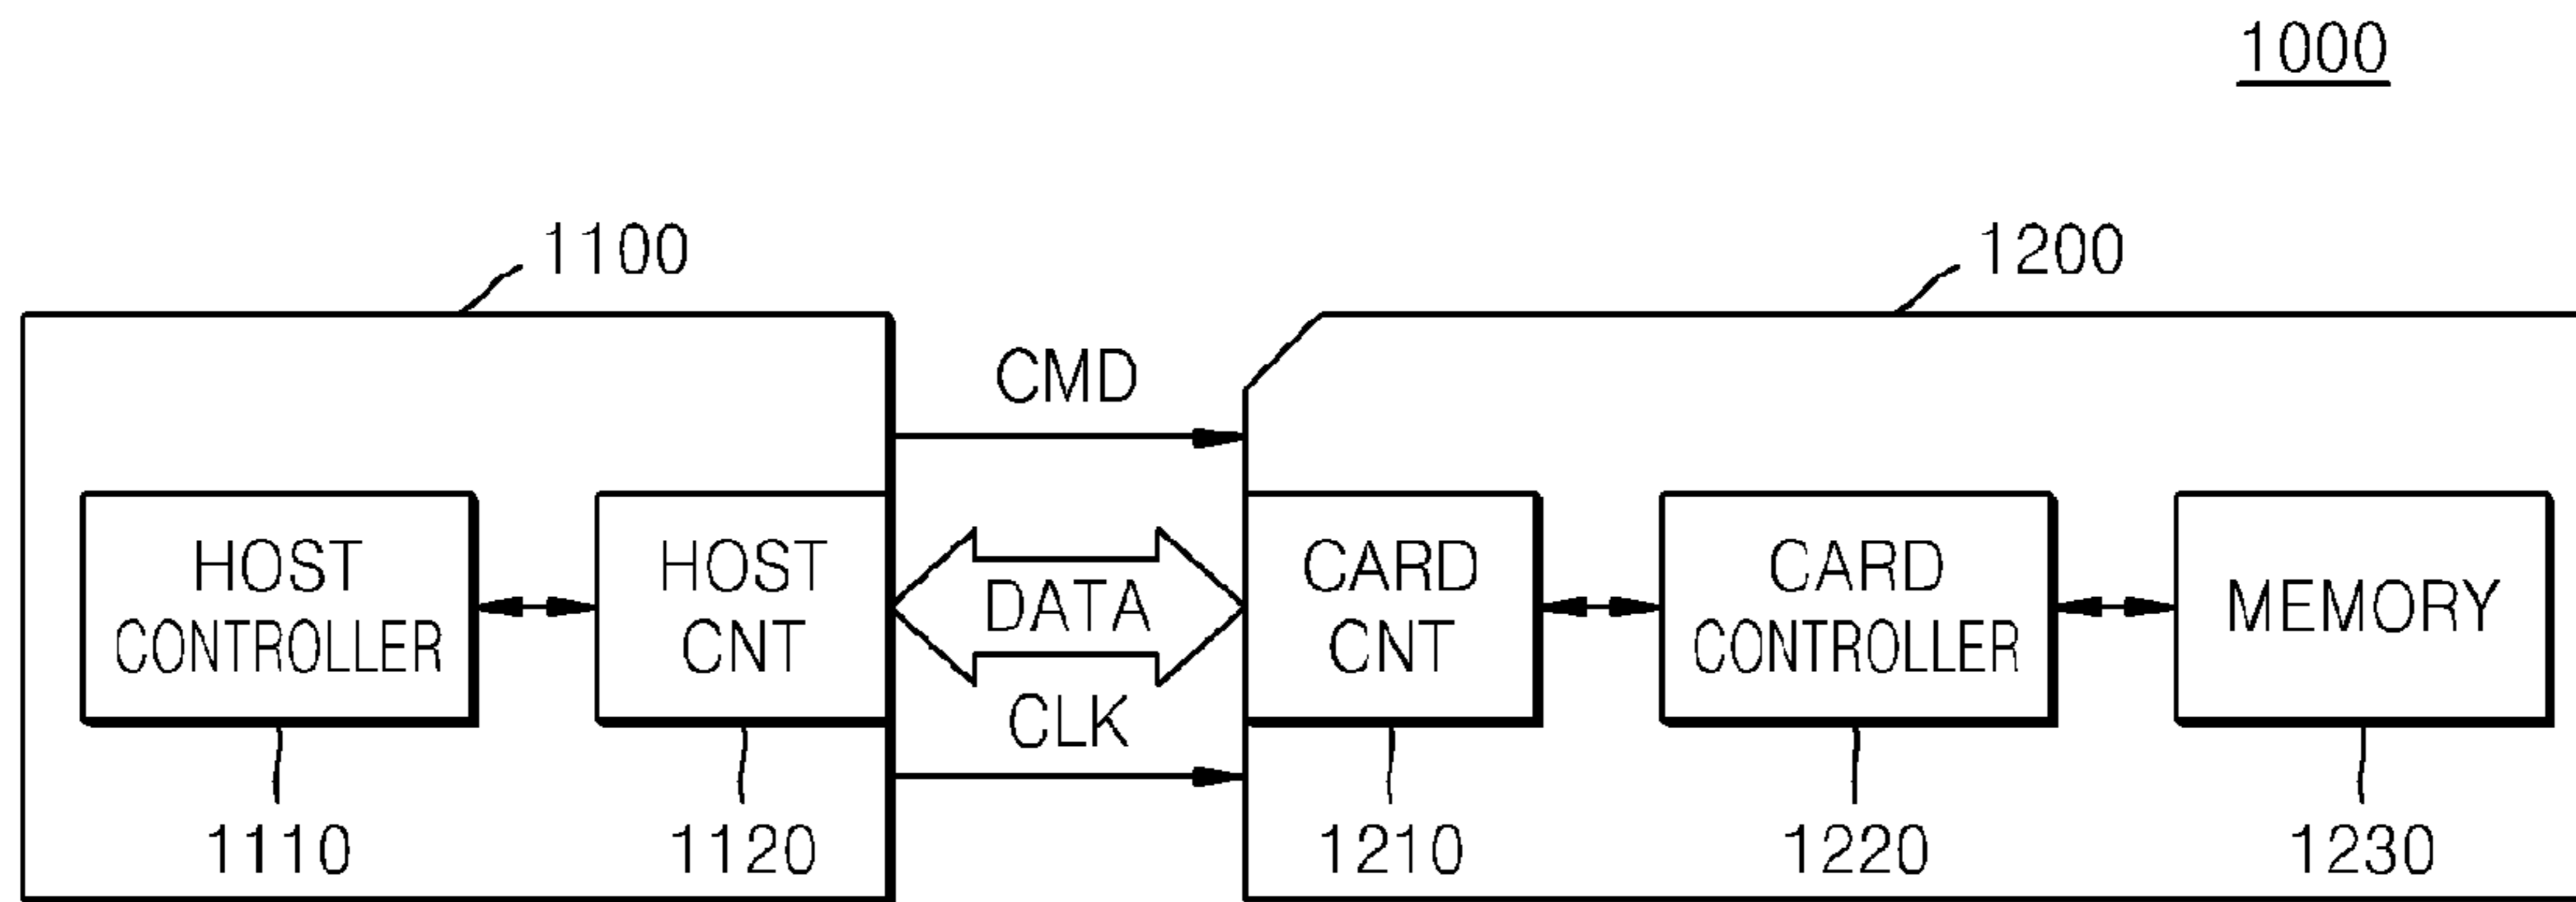 1000
1100
1200
CMD
HOST
CONTROLLER
HOST
CNT
DATA
CARD
CNT
CARD
CONTROLLER
MEMORY
CLK
1110
1120
1210
1220
1230